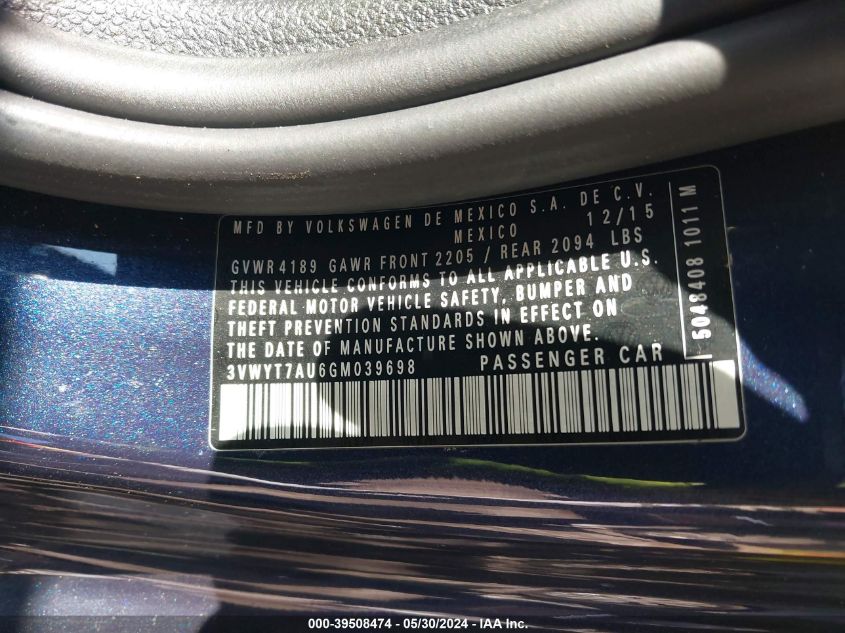 MFD BY VOLKSWAGEN DE MEXICO S.A. DE C.V.
MEXICO 12/15
GVWR 4189 GAWR FRONT 2205 / REAR 2094 LBS
THIS VEHICLE CONFORMS TO ALL APPLICABLE U.S.
FEDERAL MOTOR VEHICLE SAFETY, BUMPER AND
THEFT PREVENTION STANDARDS IN EFFECT ON
THE DATE OF MANUFACTURE SHOWN ABOVE.
3VWYT7AU6GM039698 PASSENGER CAR
5048408 1011 M
000-39508474 / 05/30/2024 - IAA Inc.